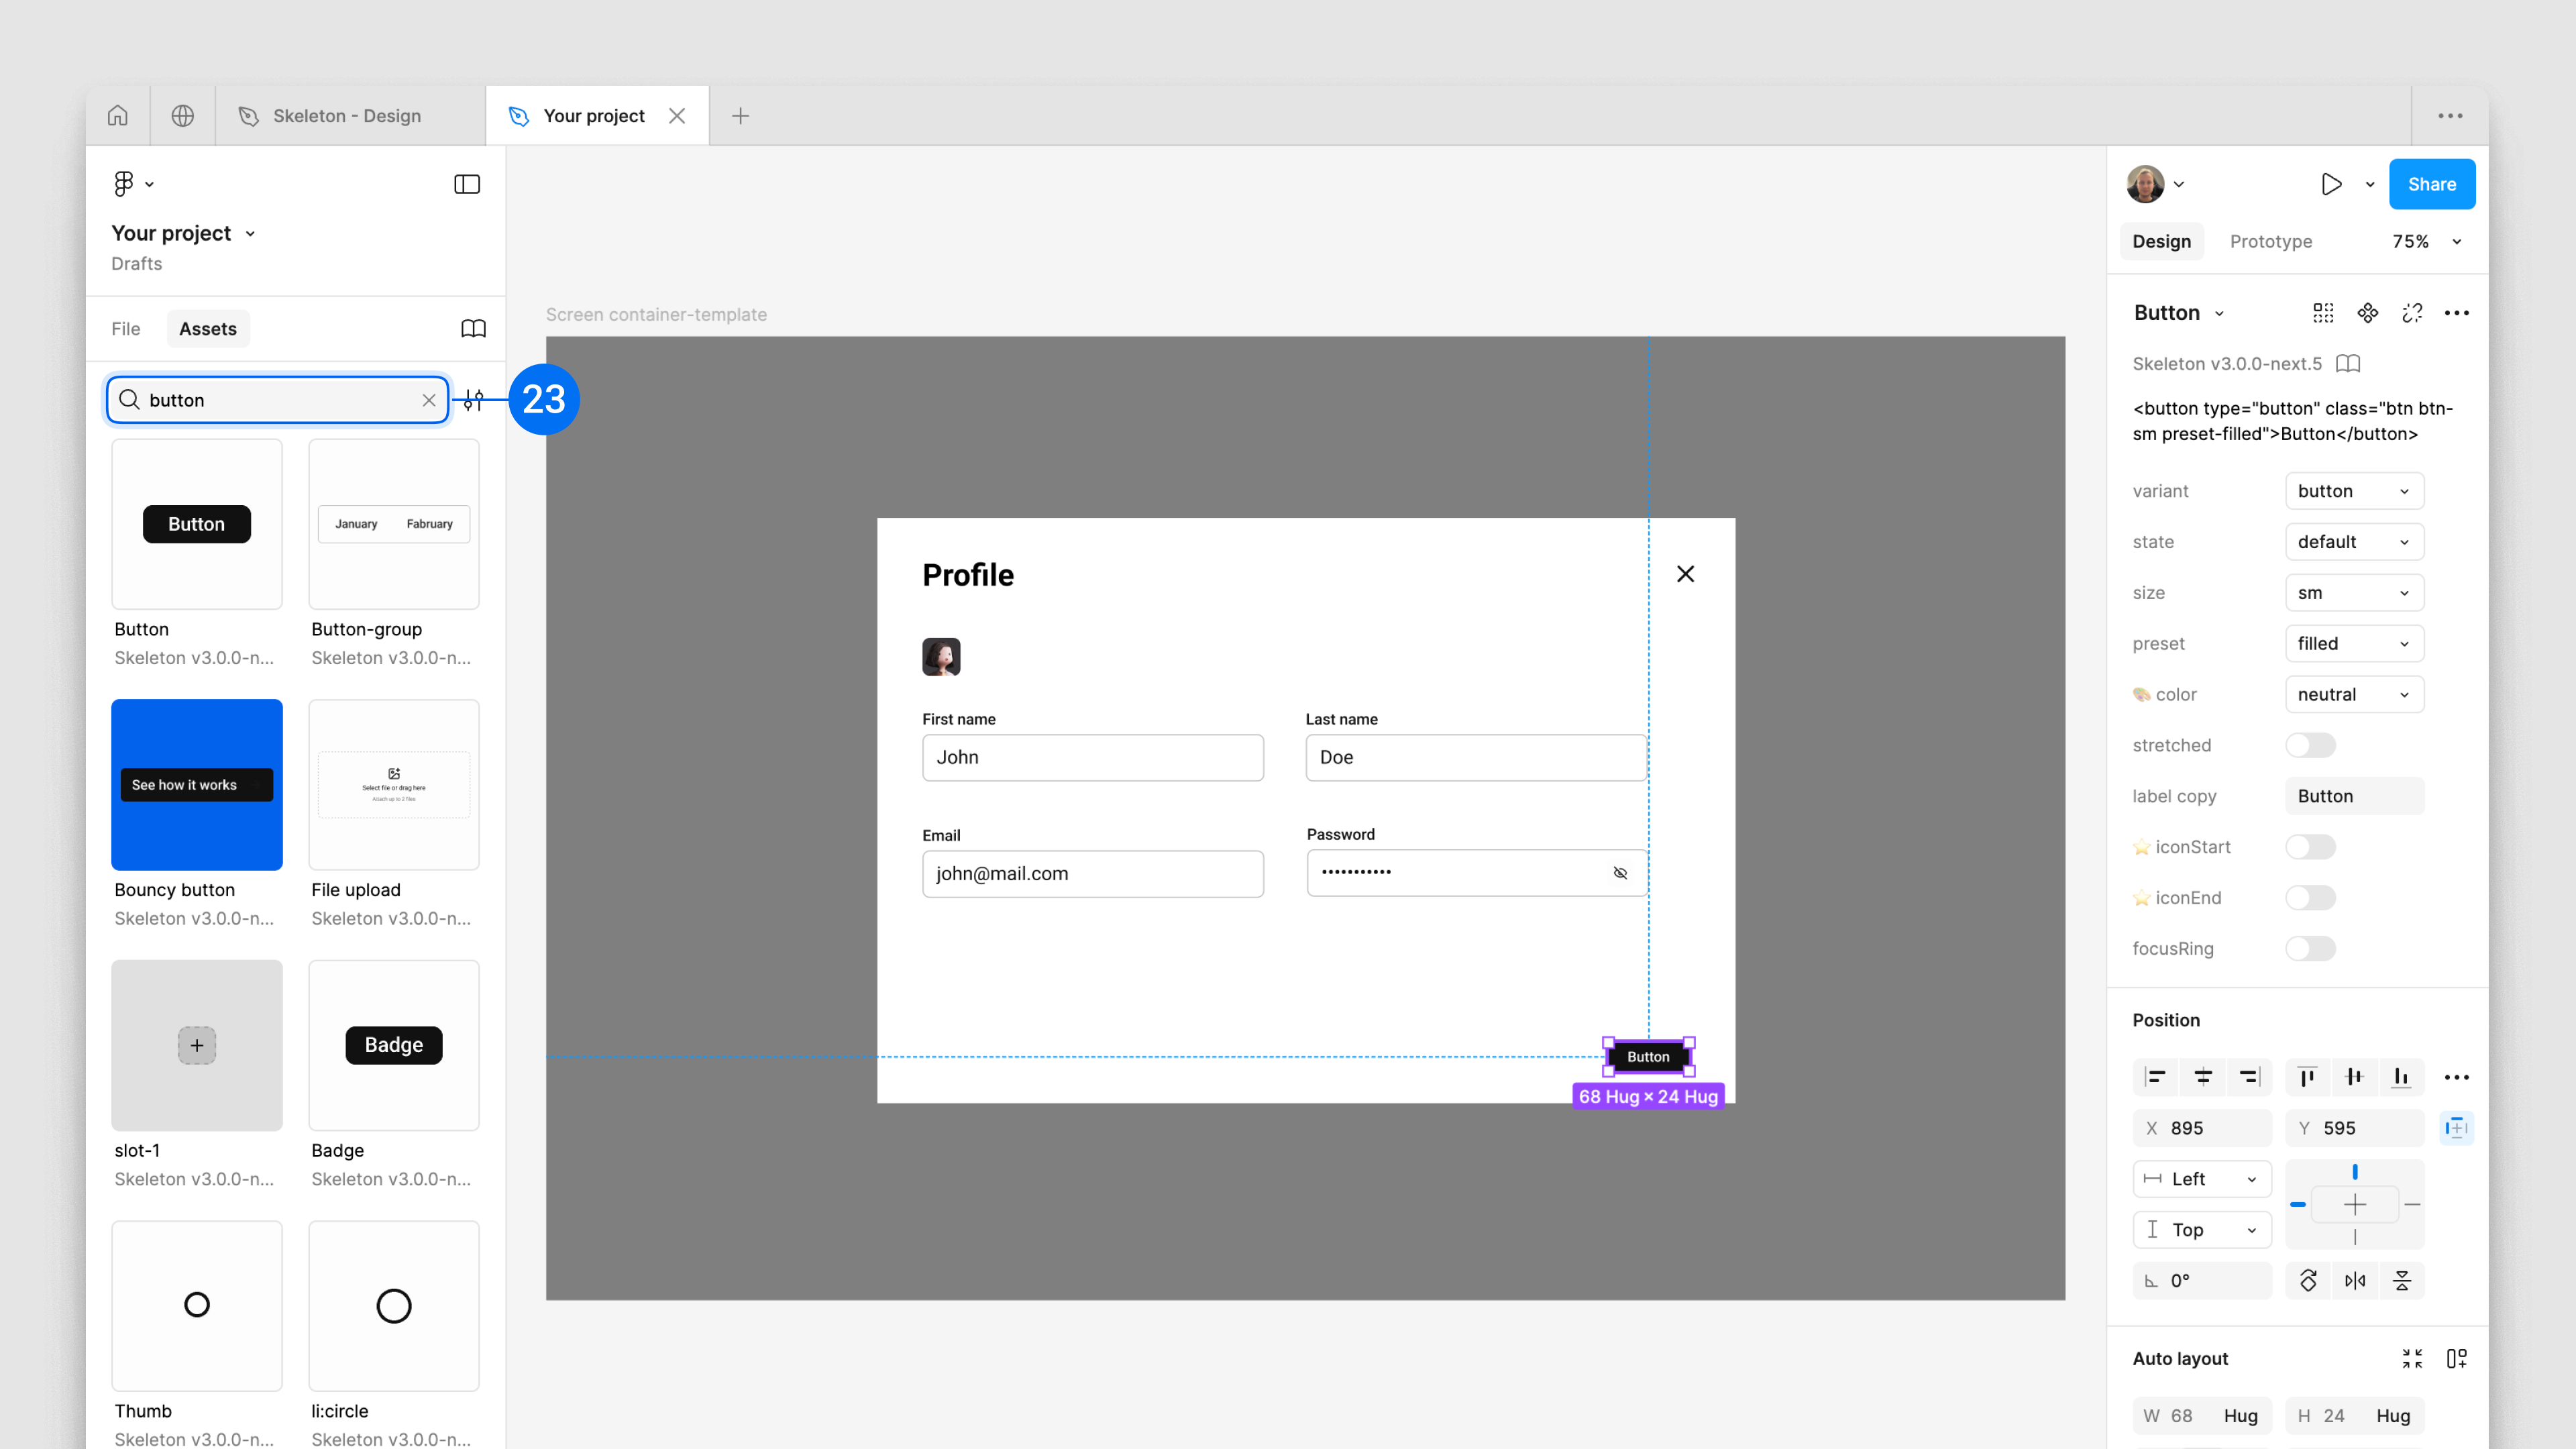 Skeleton - Design
Your project
Your project
Drafts
File
Assets
button
23
Button
Button
Skeleton v3.0.0-n...
January
Fabruary
Button-group
Skeleton v3.0.0-n...
See how it works
Bouncy button
Skeleton v3.0.0-n...
Select file or drag here
Attach up to 2 files
File upload
Skeleton v3.0.0-n...
slot-1
Skeleton v3.0.0-n...
Badge
Badge
Skeleton v3.0.0-n...
Thumb
Skeleton v3.0.0-n...
li:circle
Skeleton v3.0.0-n...
Screen container-template
Profile
First name
John
Last name
Doe
Email
john@mail.com
Password
•••••••••••
Button
68 Hug × 24 Hug
Share
Design
Prototype
75%
Button
Skeleton v3.0.0-next.5
<button type="button" class="btn btn-
sm preset-filled">Button</button>
variant
button
state
default
size
sm
preset
filled
🎨 color
neutral
stretched
label copy
Button
⭐ iconStart
⭐ iconEnd
focusRing
Position
X 895
Y 595
Left
Top
0°
Auto layout
W 68 Hug
H 24 Hug